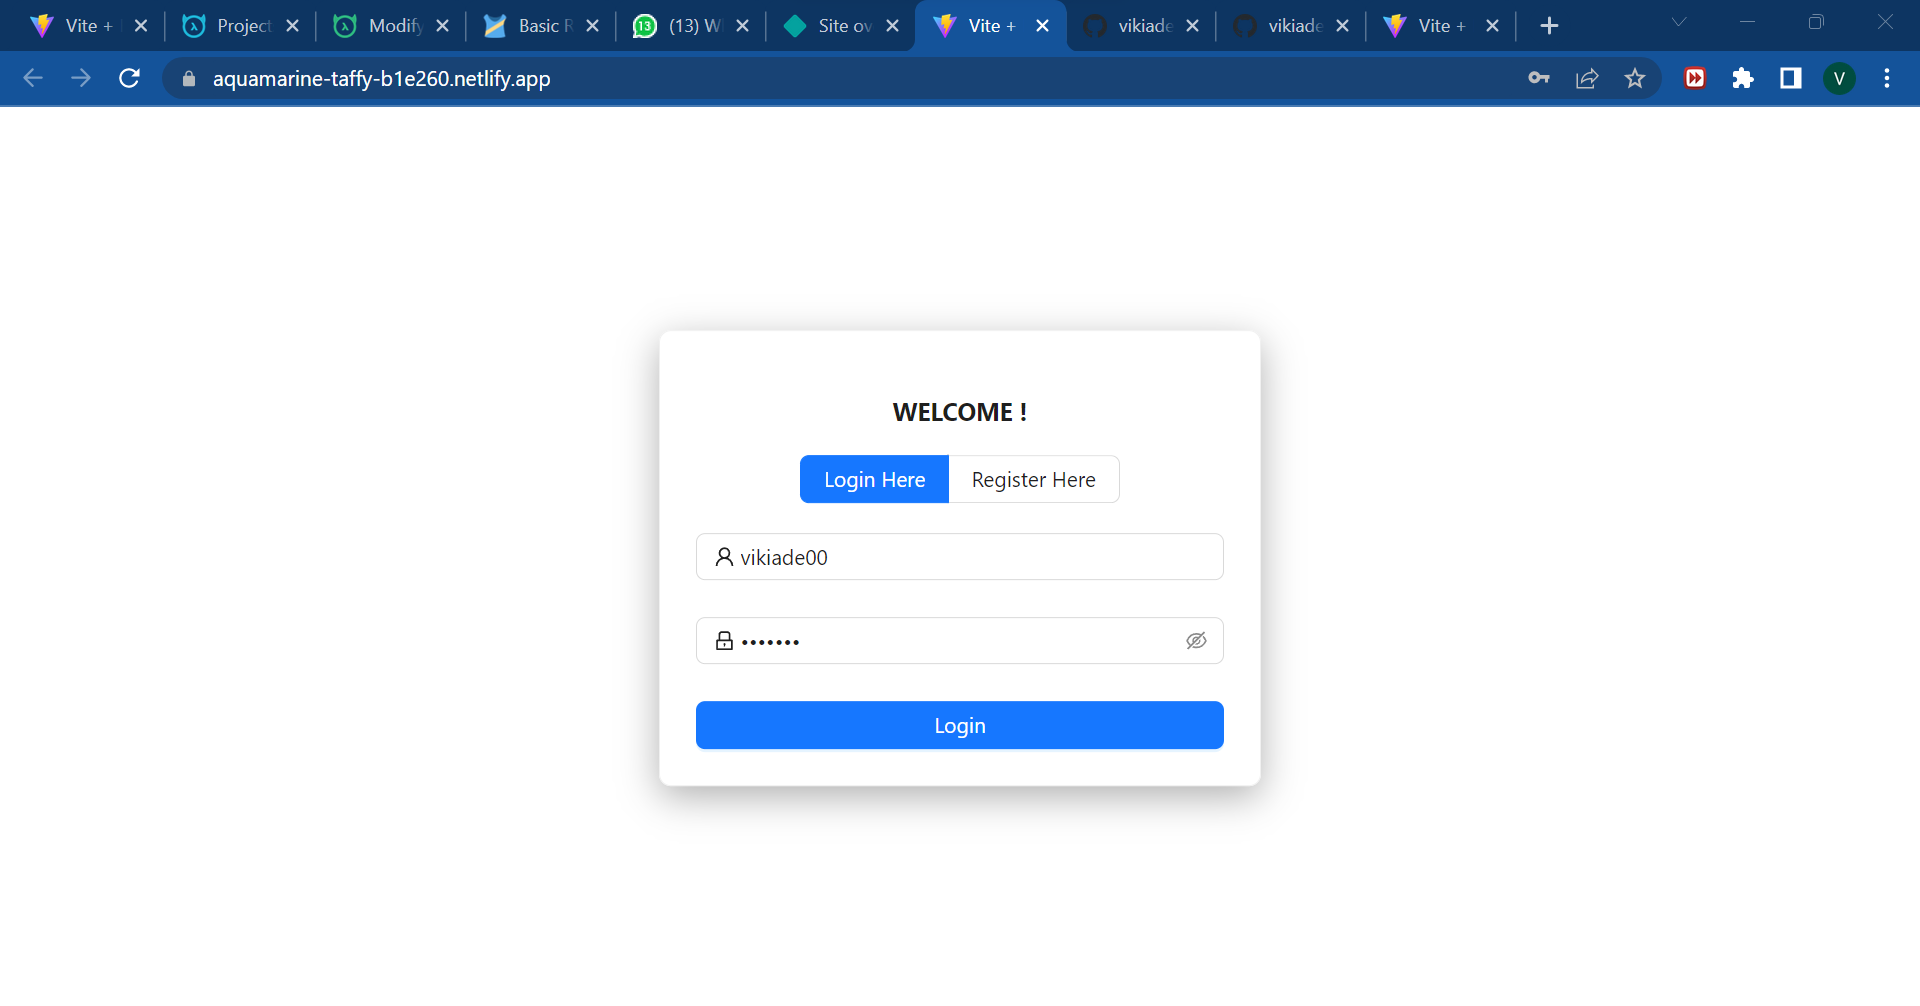 Vite +
Project
Modify
Basic R
13 (13) W
Site ov
Vite +
vikiade
vikiade
Vite +
aquamarine-taffy-b1e260.netlify.app
V
WELCOME !
Login Here
Register Here
vikiade00
•••••••
Login